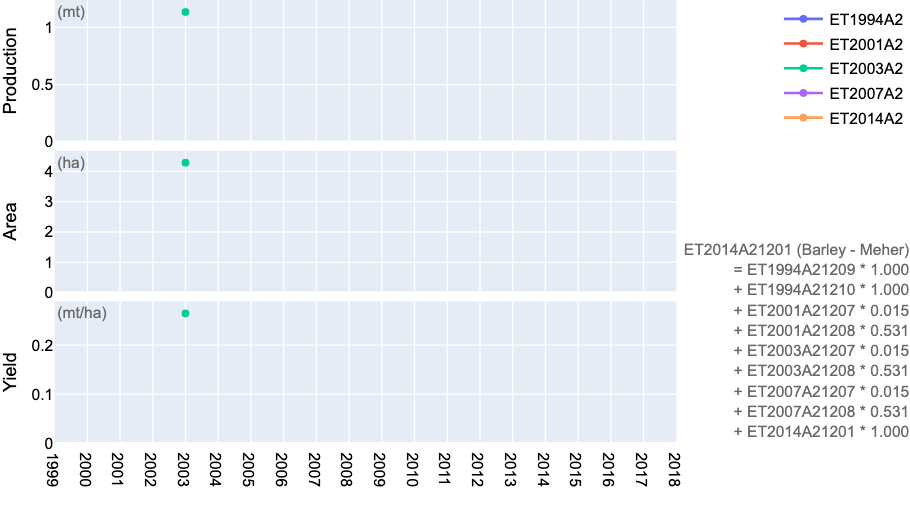 (mt)
Production
1
0.5
0
(ha)
Area
4
3
2
1
0
(mt/ha)
Yield
0.2
0.1
0
1999
2000
2001
2002
2003
2004
2005
2006
2007
2008
2009
2010
2011
2012
2013
2014
2015
2016
2017
2018
ET1994A2
ET2001A2
ET2003A2
ET2007A2
ET2014A2
ET2014A21201 (Barley - Meher)
= ET1994A21209 * 1.000
+ ET1994A21210 * 1.000
+ ET2001A21207 * 0.015
+ ET2001A21208 * 0.531
+ ET2003A21207 * 0.015
+ ET2003A21208 * 0.531
+ ET2007A21207 * 0.015
+ ET2007A21208 * 0.531
+ ET2014A21201 * 1.000